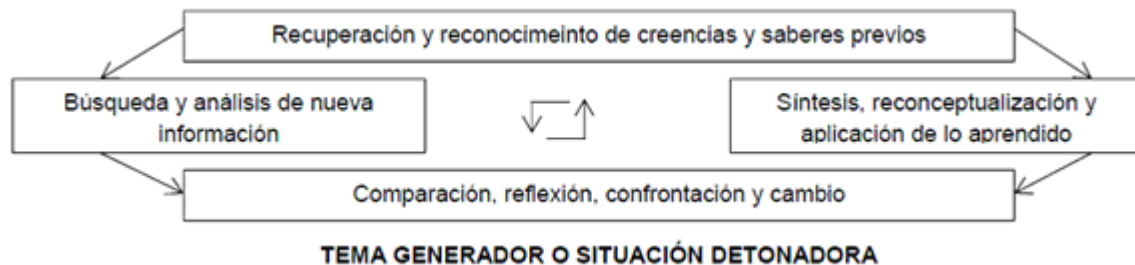 Recuperación y reconocimeinto de creencias y saberes previos
Búsqueda y análisis de nueva
información
Síntesis, reconceptualización y
aplicación de lo aprendido
Comparación, reflexión, confrontación y cambio
TEMA GENERADOR O SITUACIÓN DETONADORA